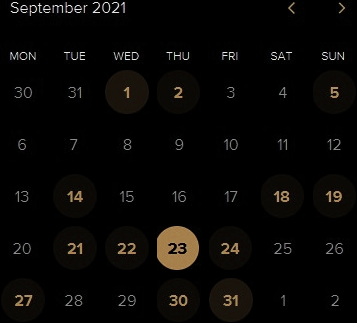 September 2021
MON TUE WED THU FRI SAT SUN
30 31 1 2 3 4 5
6 7 8 9 10 11 12
13 14 15 16 17 18 19
20 21 22 23 24 25 26
27 28 29 30 31 1 2